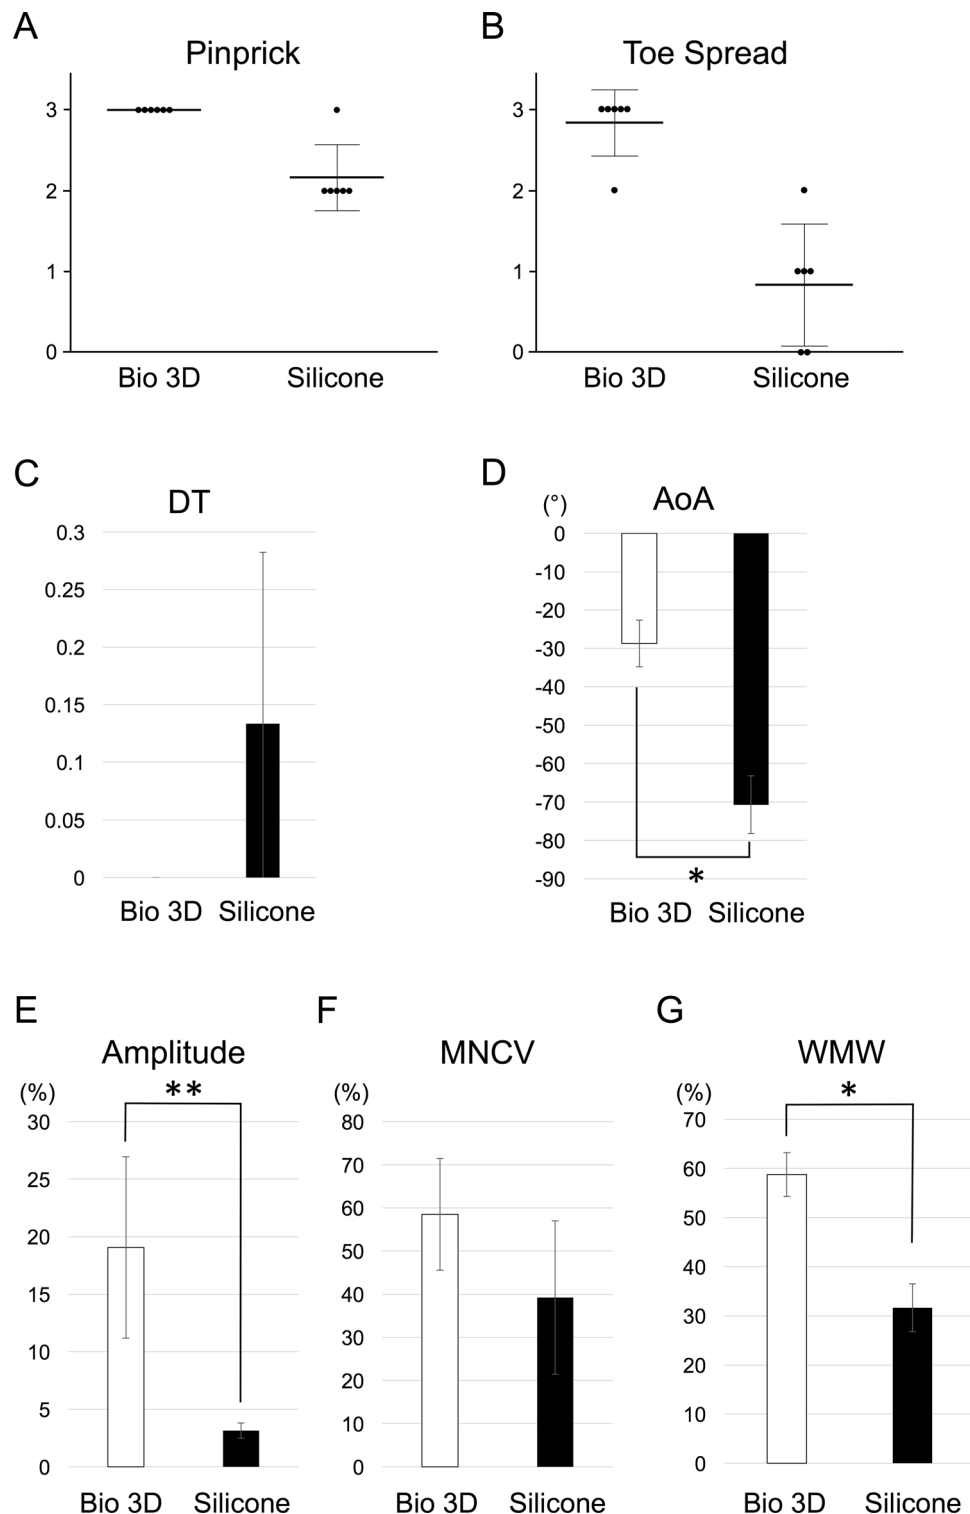 A
B
Pinprick
Toe Spread
3
2
1
0
3
2
1
0
Bio 3D
Silicone
Bio 3D
Silicone
C
D
DT
(°)
AoA
0.3
0.25
0.2
0.15
0.1
0.05
0
0
-10
-20
-30
-40
-50
-60
-70
-80
-90
*
Bio 3D
Silicone
Bio 3D
Silicone
E
F
G
Amplitude
MNCV
WMW
(%)
**
30
25
20
15
10
5
0
Bio 3D
Silicone
(%)
80
70
60
50
40
30
20
10
0
Bio 3D
Silicone
(%)
*
70
60
50
40
30
20
10
0
Bio 3D
Silicone